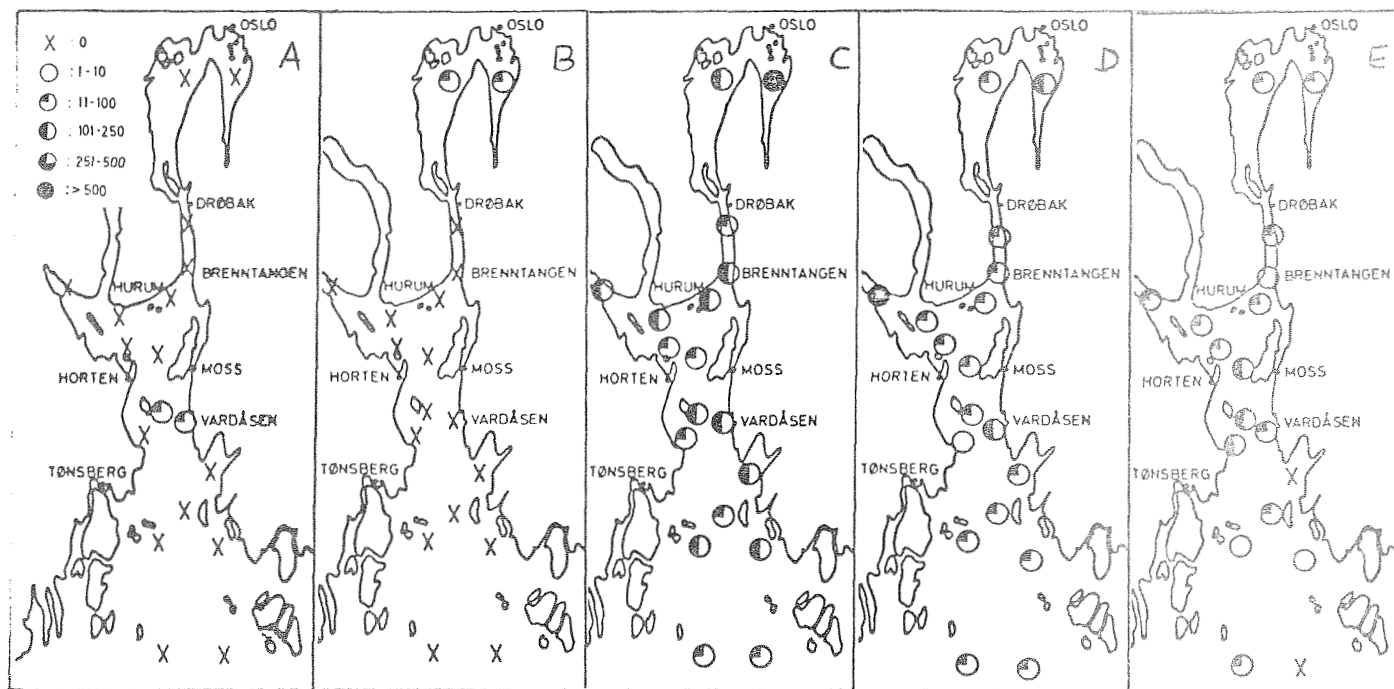 X : 0
: 1-10
: 11-100
: 101-250
: 251-500
: > 500
A
OSLO
DRØBAK
BRENNTANGEN
HURUM
MOSS
HORTEN
VARDÅSEN
TØNSBERG
B
OSLO
DRØBAK
BRENNTANGEN
HURUM
MOSS
HORTEN
VARDÅSEN
TØNSBERG
C
OSLO
DRØBAK
BRENNTANGEN
HURUM
MOSS
HORTEN
VARDÅSEN
TØNSBERG
D
OSLO
DRØBAK
BRENNTANGEN
HURUM
MOSS
HORTEN
VARDÅSEN
TØNSBERG
E
OSLO
DRØBAK
BRENNTANGEN
HURUM
MOSS
HORTEN
VARDÅSEN
TØNSBERG